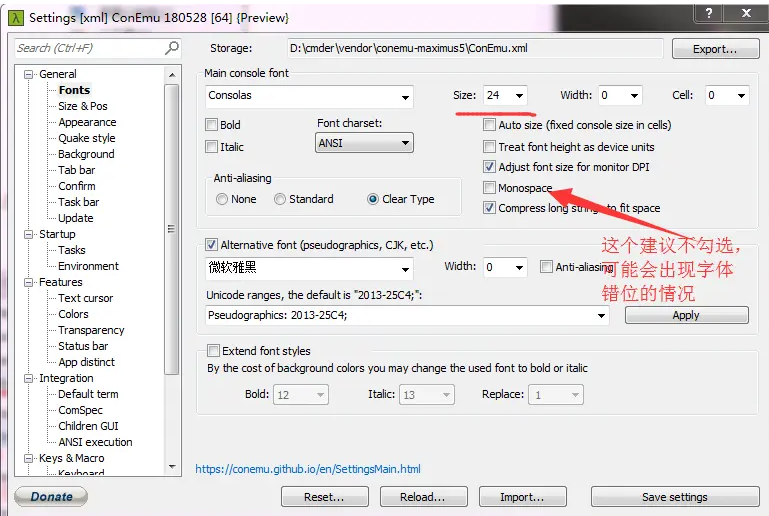 Settings [xml] ConEmu 180528 [64] {Preview}
Search (Ctrl+F)
Storage: D:\cmder\vendor\conemu-maximus5\ConEmu.xml Export...
General
Fonts
Size & Pos
Appearance
Quake style
Background
Tab bar
Confirm
Task bar
Update
Startup
Tasks
Environment
Features
Text cursor
Colors
Transparency
Status bar
App distinct
Integration
Default term
ComSpec
Children GUI
ANSI execution
Keys & Macro
Keyboard
Main console font
Consolas Size: 24 Width: 0 Cell: 0
Bold Font charset: Auto size (fixed console size in cells)
Italic ANSI Treat font height as device units
Adjust font size for monitor DPI
Anti-aliasing Monospace
None Standard Clear Type Compress long strings to fit space
这个建议不勾选,
可能会出现字体
错位的情况
Alternative font (pseudographics, CJK, etc.)
微软雅黑 Width: 0 Anti-aliasing
Unicode ranges, the default is "2013-25C4;":
Pseudographics: 2013-25C4; Apply
Extend font styles
By the cost of background colors you may change the used font to bold or italic
Bold: 12 Italic: 13 Replace: 1
https://conemu.github.io/en/SettingsMain.html
Donate Reset... Reload... Import... Save settings